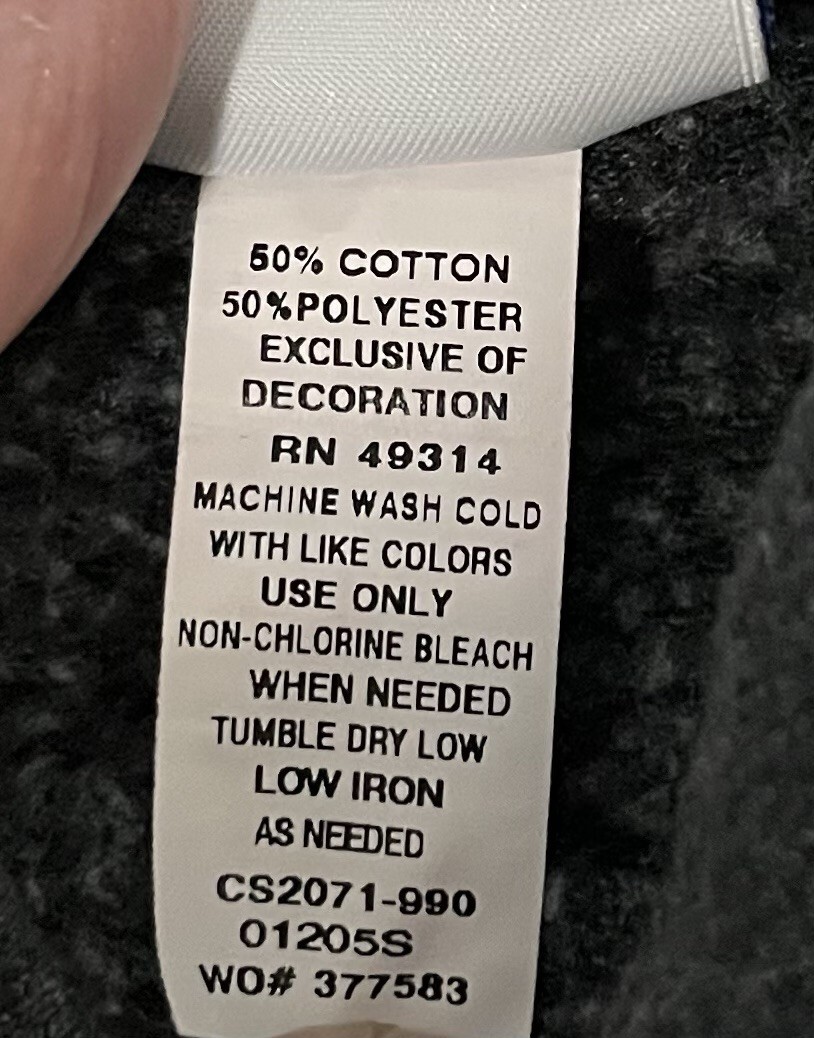 50% COTTON
50%POLYESTER
EXCLUSIVE OF
DECORATION
RN 49314
MACHINE WASH COLD
WITH LIKE COLORS
USE ONLY
NON-CHLORINE BLEACH
WHEN NEEDED
TUMBLE DRY LOW
LOW IRON
AS NEEDED
CS2071-990
01205S
WO# 377583